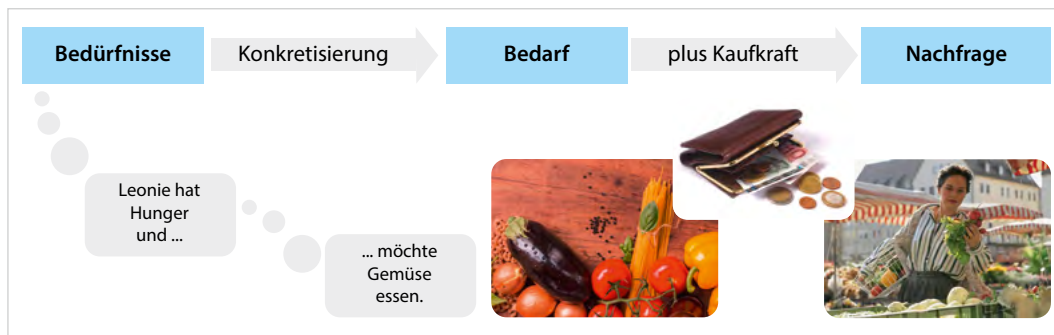 Bedürfnisse
Konkretisierung
Bedarf
plus Kaufkraft
Nachfrage
Leonie hat
Hunger
und ...
... möchte
Gemüse
essen.